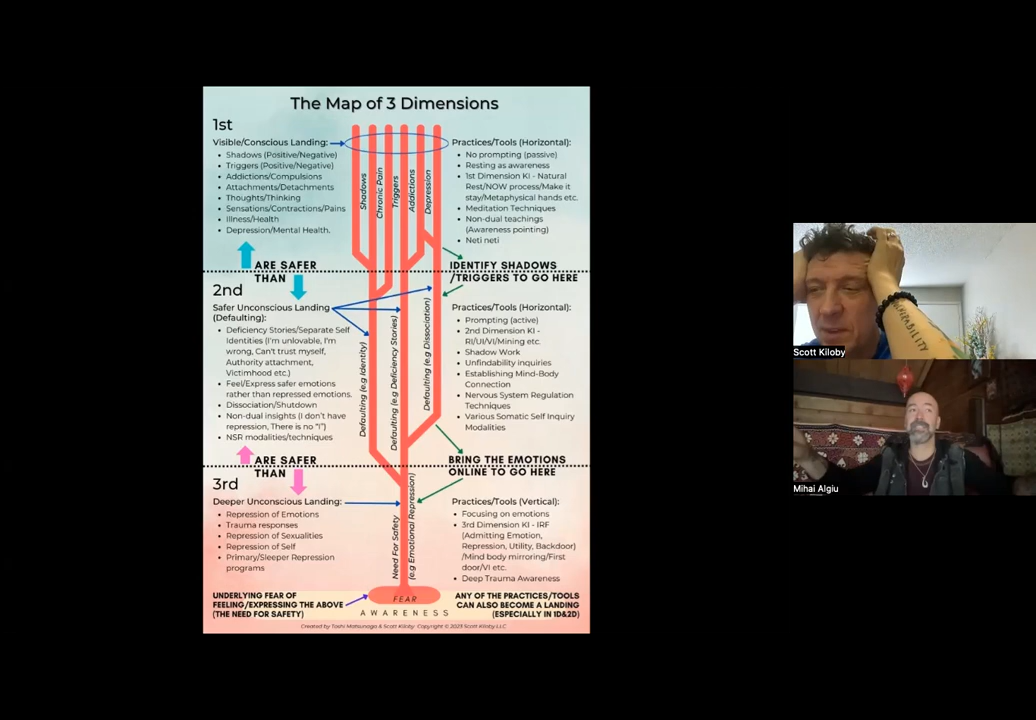 The Map of 3 Dimensions
1st
Visible/Conscious Landing:
Shadows (Positive/Negative)
Triggers (Positive/Negative)
Addictions/Compulsions
Attachments/Detachments
Thoughts/Thinking
Sensations/Contractions/Pains
Illness/Health
Depression/Mental Health.
Shadows
Chronic Pain
Triggers
Addictions
Depression
Practices/Tools (Horizontal):
No prompting (passive)
Resting as awareness
1st Dimension KI - Natural
Rest/NOW process/Make it
stay/Metaphysical hands etc.
Meditation Techniques
Non-dual teachings
(Awareness pointing)
Neti neti
ARE SAFER
THAN
IDENTIFY SHADOWS
/TRIGGERS TO GO HERE
2nd
Safer Unconscious Landing
(Defaulting):
Deficiency Stories/Separate Self
Identities (I'm unlovable, I'm
wrong, Can't trust myself,
Authority attachment,
Victimhood etc.)
Feel/Express safer emotions
rather than repressed emotions.
Dissociation/Shutdown
Non-dual insights (I don't have
repression, There is no "I")
NSR modalities/techniques
Defaulting (e.g Identity)
Defaulting (e.g Deficiency Stories)
Defaulting (e.g Dissociation)
Practices/Tools (Horizontal):
Prompting (active)
2nd Dimension KI -
RI/UI/VI/Mining etc.
Shadow Work
Unfindability inquiries
Establishing Mind-Body
Connection
Nervous System Regulation
Techniques
Various Somatic Self Inquiry
Modalities
ARE SAFER
THAN
BRING THE EMOTIONS
ONLINE TO GO HERE
3rd
Deeper Unconscious Landing:
Repression of Emotions
Trauma responses
Repression of Sexualities
Repression of Self
Primary/Sleeper Repression
programs
Need For Safety
(e.g Emotional Repression)
Practices/Tools (Vertical):
Focusing on emotions
3rd Dimension KI - IRF
(Admitting Emotion,
Repression, Utility, Backdoor)
/Mind body mirroring/First
door/VI etc.
Deep Trauma Awareness
UNDERLYING FEAR OF
FEELING/EXPRESSING THE ABOVE
(THE NEED FOR SAFETY)
FEAR
AWARENESS
ANY OF THE PRACTICES/TOOLS
CAN ALSO BECOME A LANDING
(ESPECIALLY IN 1D&2D)
Created by Toshi Matsunaga & Scott Kiloby. Copyright © 2023 Scott Kiloby LLC
Scott Kiloby
Mihai Algiu